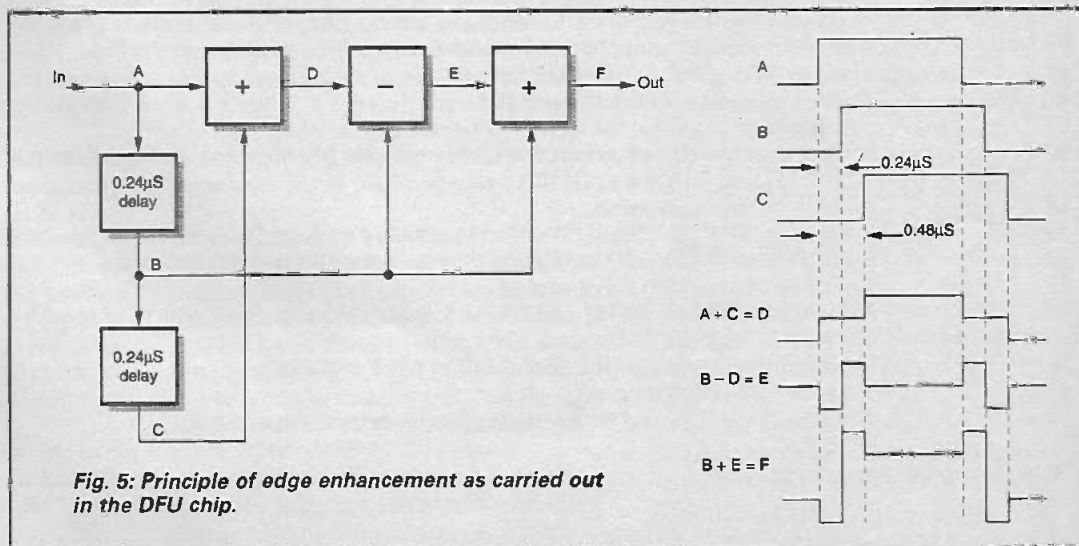 In
A
+
D
−
E
+
F
Out
0.24µS
delay
B
0.24µS
delay
C
Fig. 5: Principle of edge enhancement as carried out
in the DFU chip.
A
B
0.24µS
C
0.48µS
A + C = D
B − D = E
B + E = F